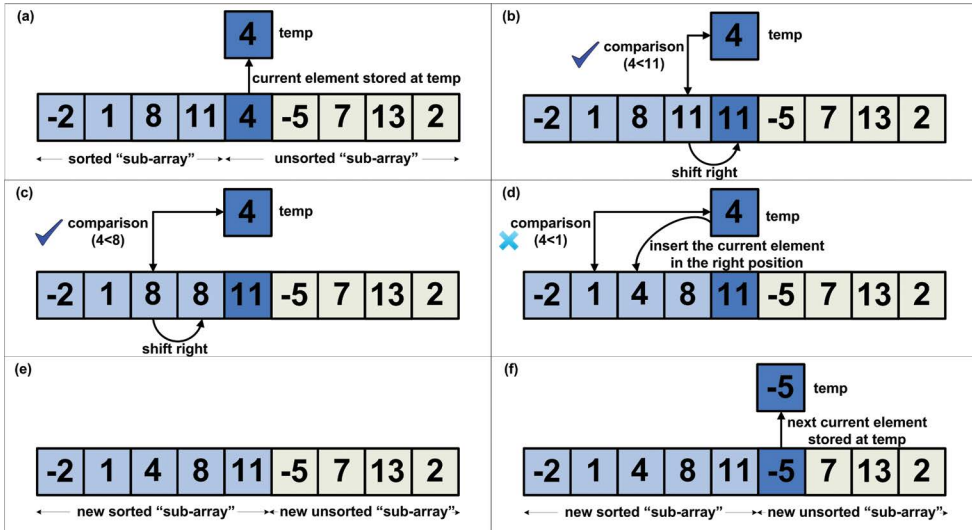 (a)
4
temp
current element stored at temp
-2 1 8 11 4 -5 7 13 2
sorted “sub-array” unsorted “sub-array”
(b)
4
temp
comparison
(4<11)
-2 1 8 11 11 -5 7 13 2
shift right
(c)
4
temp
comparison
(4<8)
-2 1 8 8 11 -5 7 13 2
shift right
(d)
4
temp
comparison
(4<1)
insert the current element
in the right position
-2 1 4 8 11 -5 7 13 2
(e)
-2 1 4 8 11 -5 7 13 2
new sorted “sub-array” new unsorted “sub-array”
(f)
-5
temp
next current element
stored at temp
-2 1 4 8 11 -5 7 13 2
new sorted “sub-array” new unsorted “sub-array”